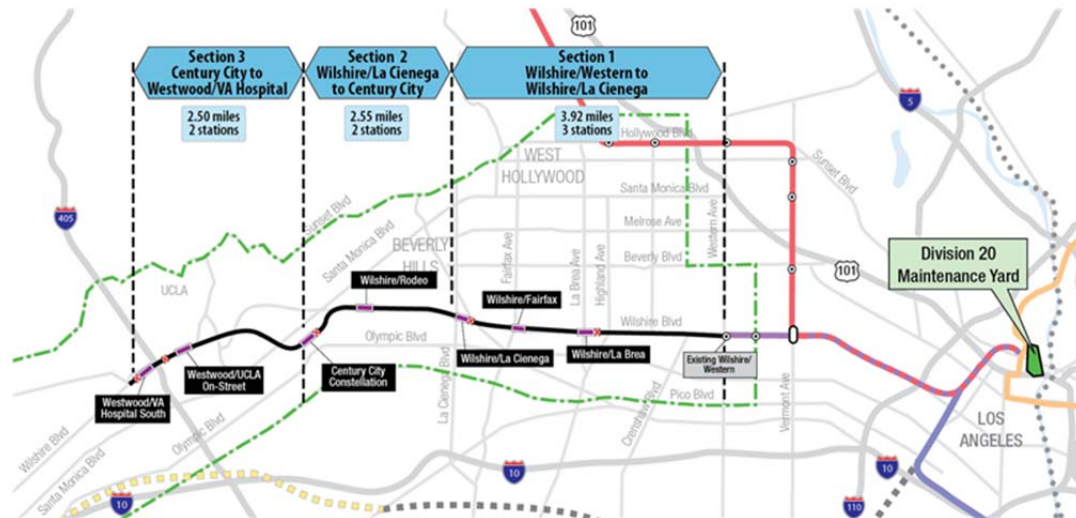 101
Section 3
Century City to
Westwood/VA Hospital
Section 2
Wilshire/La Cienega
to Century City
Section 1
Wilshire/Western to
Wilshire/La Cienega
2.50 miles
2 stations
2.55 miles
2 stations
3.92 miles
3 stations
5
Hollywood Blvd
WEST
HOLLYWOOD
Sunset Blvd
Santa Monica Blvd
405
Sunset Blvd
Santa Monica Blvd
Melrose Ave
Western Ave
BEVERLY
HILLS
Fairfax Ave
La Brea Ave
Highland Ave
Beverly Blvd
101
Division 20
Maintenance Yard
UCLA
Wilshire/Rodeo
Wilshire/Fairfax
Wilshire Blvd
Olympic Blvd
Wilshire/La Cienega
Wilshire/La Brea
Existing Wilshire/
Western
Westwood/UCLA
On-Street
Century City
Constellation
Westwood/VA
Hospital South
La Cienega Blvd
Crenshaw Blvd
Pico Blvd
Vermont Ave
LOS
ANGELES
Wilshire Blvd
Santa Monica Blvd
Olympic Blvd
10
10
10
110